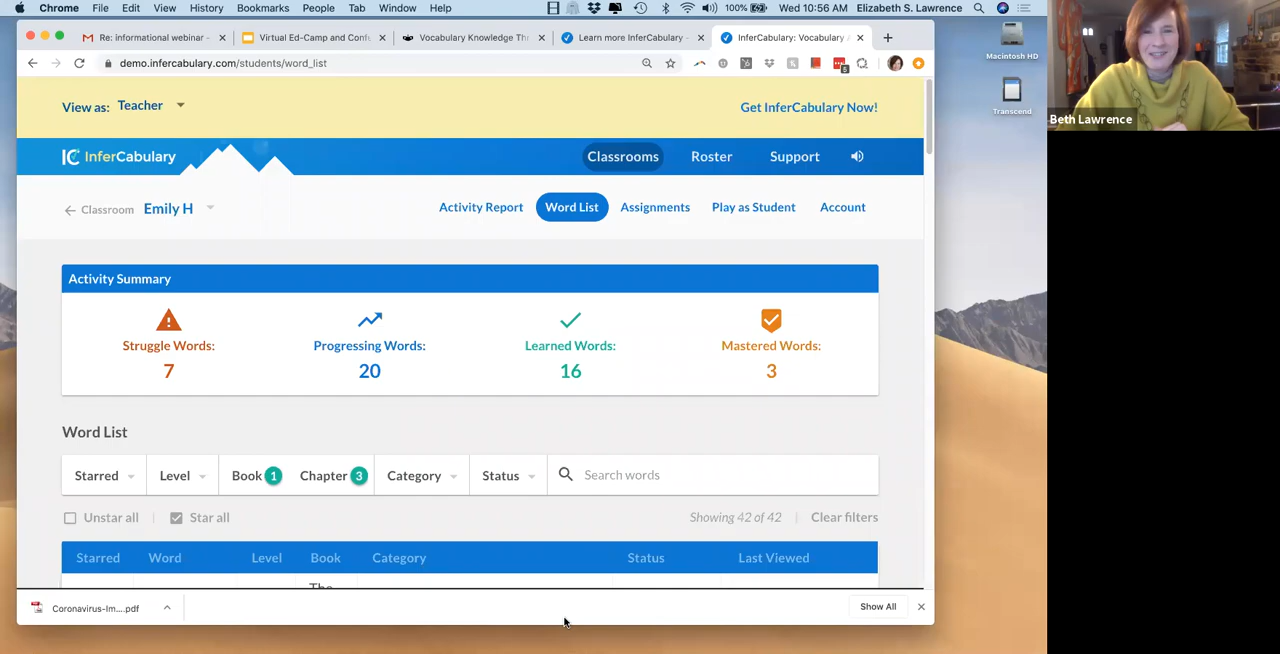 Chrome File Edit View History Bookmarks People Tab Window Help 100% Wed 10:56 AM Elizabeth S. Lawrence
Re: informational webinar - Virtual Ed-Camp and Conf Vocabulary Knowledge Th Learn more InferCabulary - InferCabulary: Vocabulary
demo.infercabulary.com/students/word_list
View as: Teacher Get InferCabulary Now!
IC InferCabulary Classrooms Roster Support
Classroom Emily H Activity Report Word List Assignments Play as Student Account
Activity Summary
Struggle Words: Progressing Words: Learned Words: Mastered Words:
7 20 16 3
Word List
Starred Level Book 1 Chapter 3 Category Status Search words
Unstar all Star all Showing 42 of 42 Clear filters
Starred Word Level Book Category Status Last Viewed
The
Coronavirus-Im....pdf Show All
Macintosh HD
Transcend
Beth Lawrence